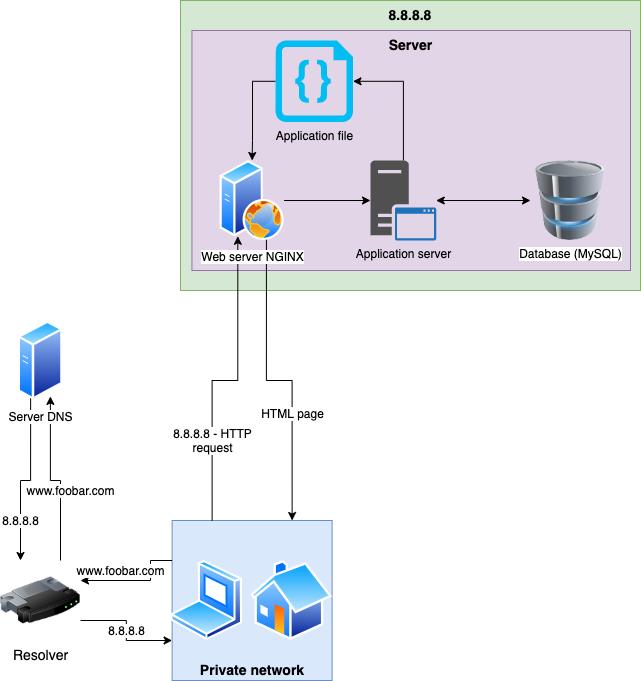 8.8.8.8
Server
Application file
Web server NGINX
Application server
Database (MySQL)
Server DNS
HTML page
8.8.8.8 - HTTP
request
www.foobar.com
8.8.8.8
www.foobar.com
8.8.8.8
Resolver
Private network